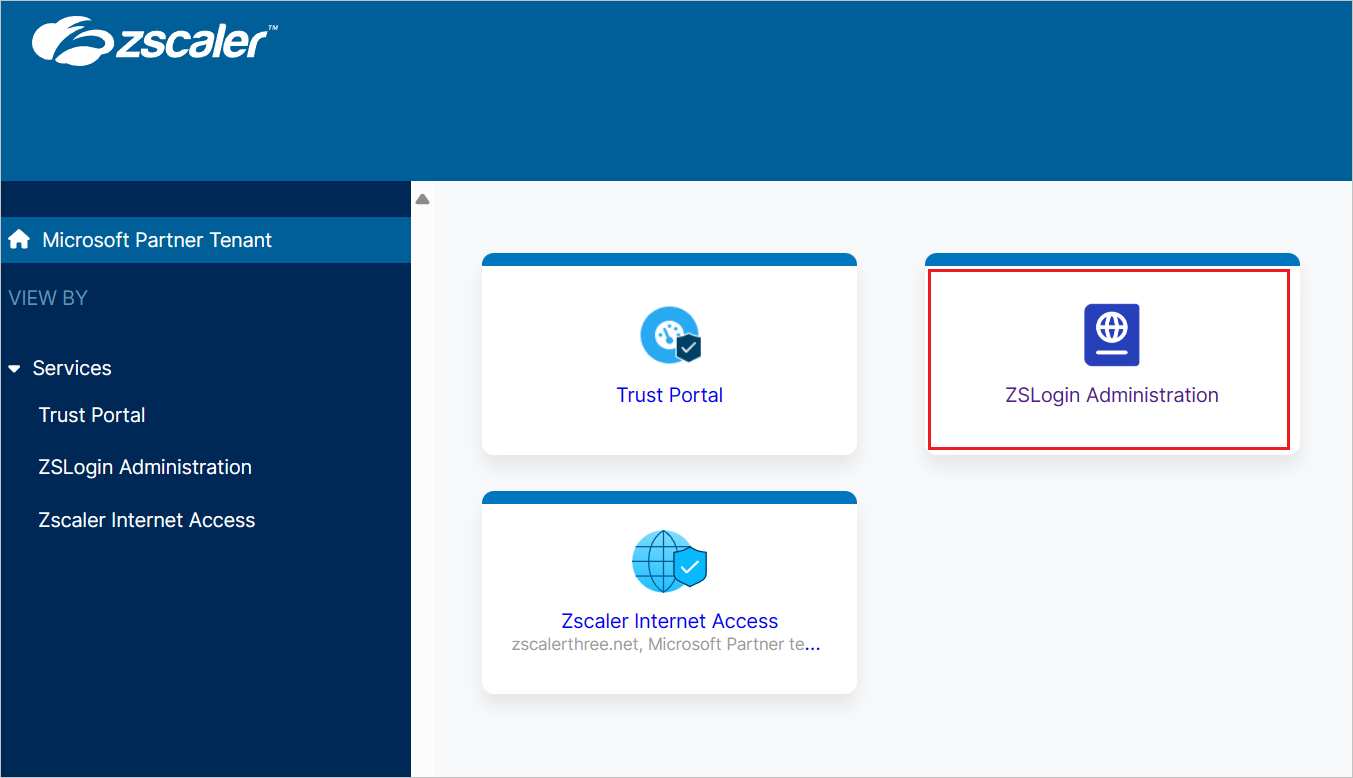 zscaler™
Microsoft Partner Tenant
VIEW BY
Services
Trust Portal
ZSLogin Administration
Zscaler Internet Access
Trust Portal
ZSLogin Administration
Zscaler Internet Access
zscalerthree.net, Microsoft Partner te...